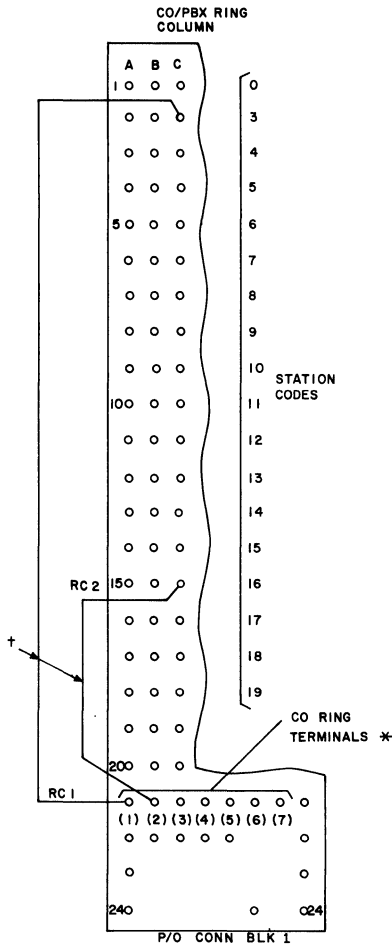 CO/PBX RING
COLUMN
A B C
1 0
3
4
5
5 6
7
8
9
10
10 11
STATION
CODES
12
13
14
15
RC 2 15 16
17
†
18
19
CO RING
TERMINALS *
20
RC 1
(1) (2) (3) (4) (5) (6) (7)
24 24
P/O CONN BLK 1